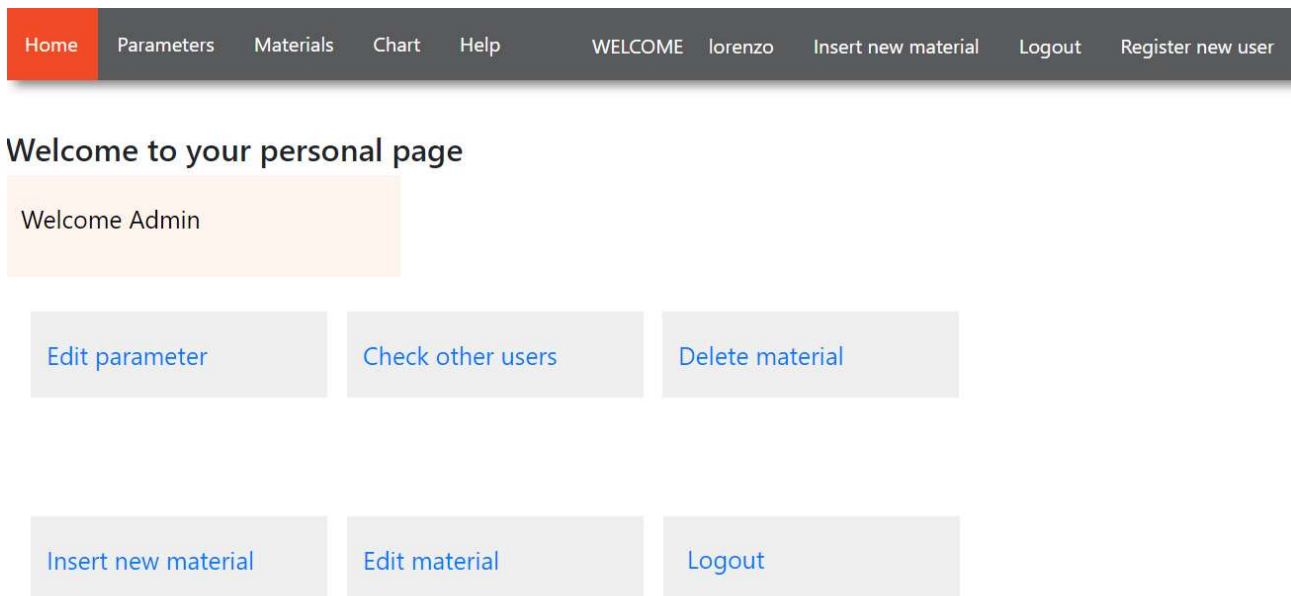 Home Parameters Materials Chart Help WELCOME lorenzo Insert new material Logout Register new user
Welcome to your personal page
Welcome Admin
Edit parameter Check other users Delete material
Insert new material Edit material Logout